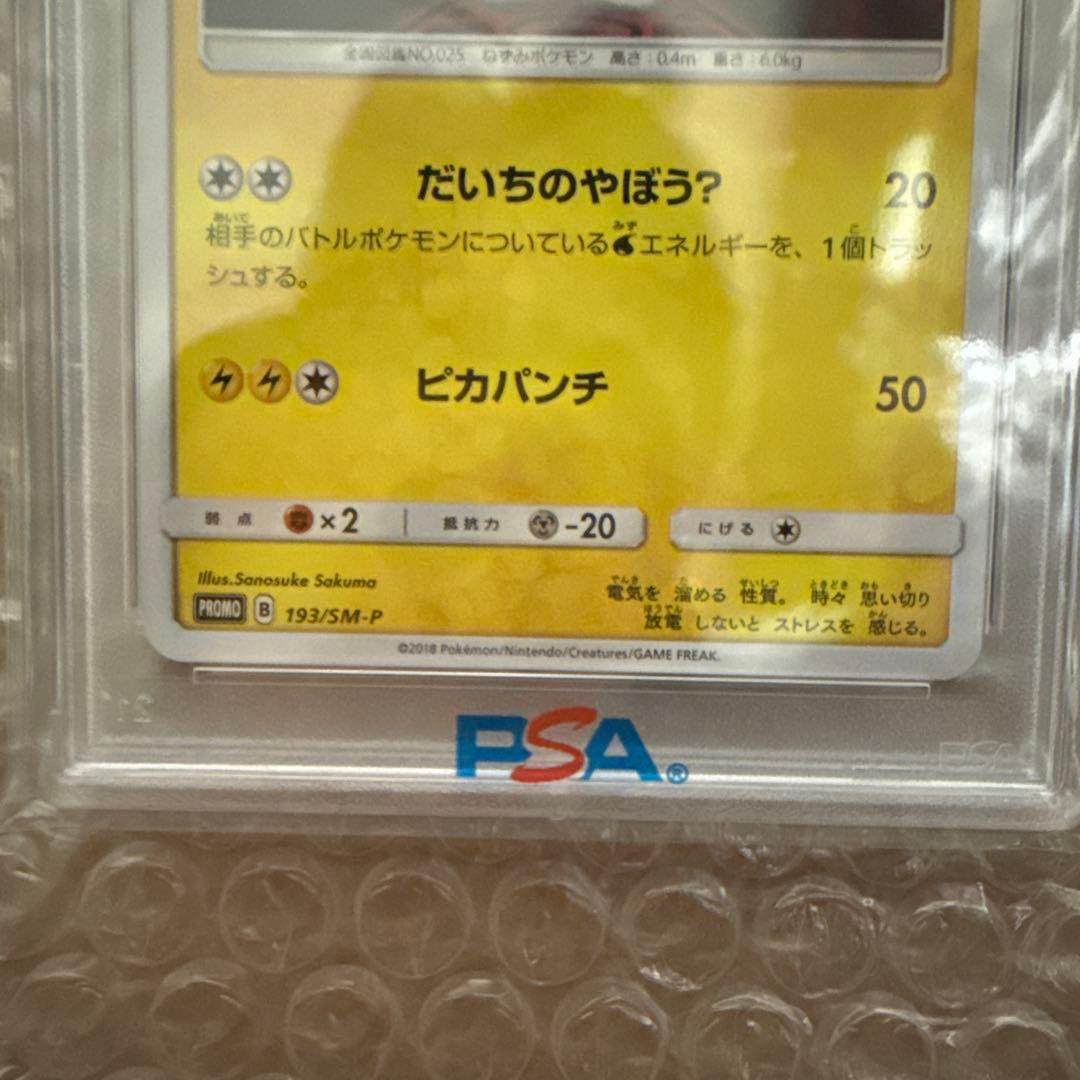 全国図鑑NO.025 ねずみポケモン 高さ:0.4m 重さ:6.0kg
だいちのやぼう? 20
相手のバトルポケモンについているエネルギーを、1個トラッ
シュする。
ピカパンチ 50
弱点 ×2 抵抗力 -20 にげる
Illus.Sanosuke Sakuma
PROMO B 193/SM-P
電気を 溜める 性質。 時々 思い切り
放電 しないと ストレスを 感じる。
©2018 Pokémon/Nintendo/Creatures/GAME FREAK.
PSA®
PSA